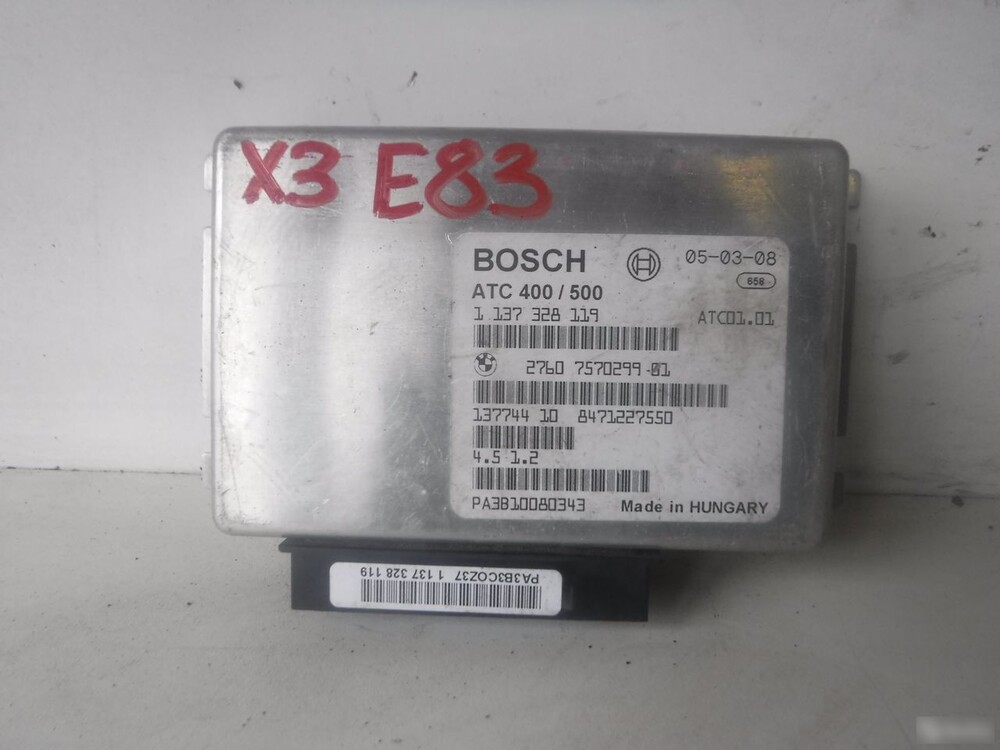 X3 E83
BOSCH 05-03-08
658
ATC 400 / 500
1 137 328 119 ATC01.01
2760 7570299-01
137744 10 8471227550
4.5 1.2
PA3B10080343 Made in HUNGARY
PA3B3COZ37 1 137 328 119